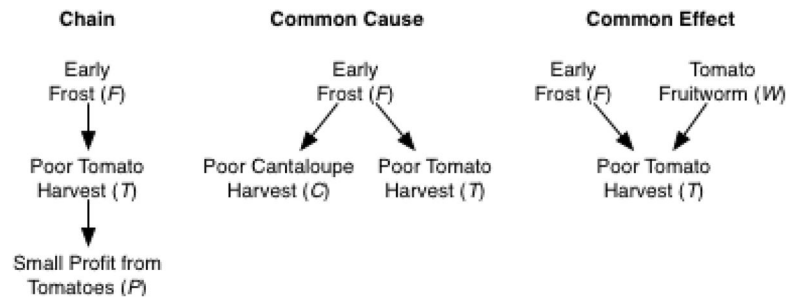 Chain
Early
Frost (F)
Poor Tomato
Harvest (T)
Small Profit from
Tomatoes (P)
Common Cause
Early
Frost (F)
Poor Cantaloupe
Harvest (C)
Poor Tomato
Harvest (T)
Common Effect
Early
Frost (F)
Tomato
Fruitworm (W)
Poor Tomato
Harvest (T)